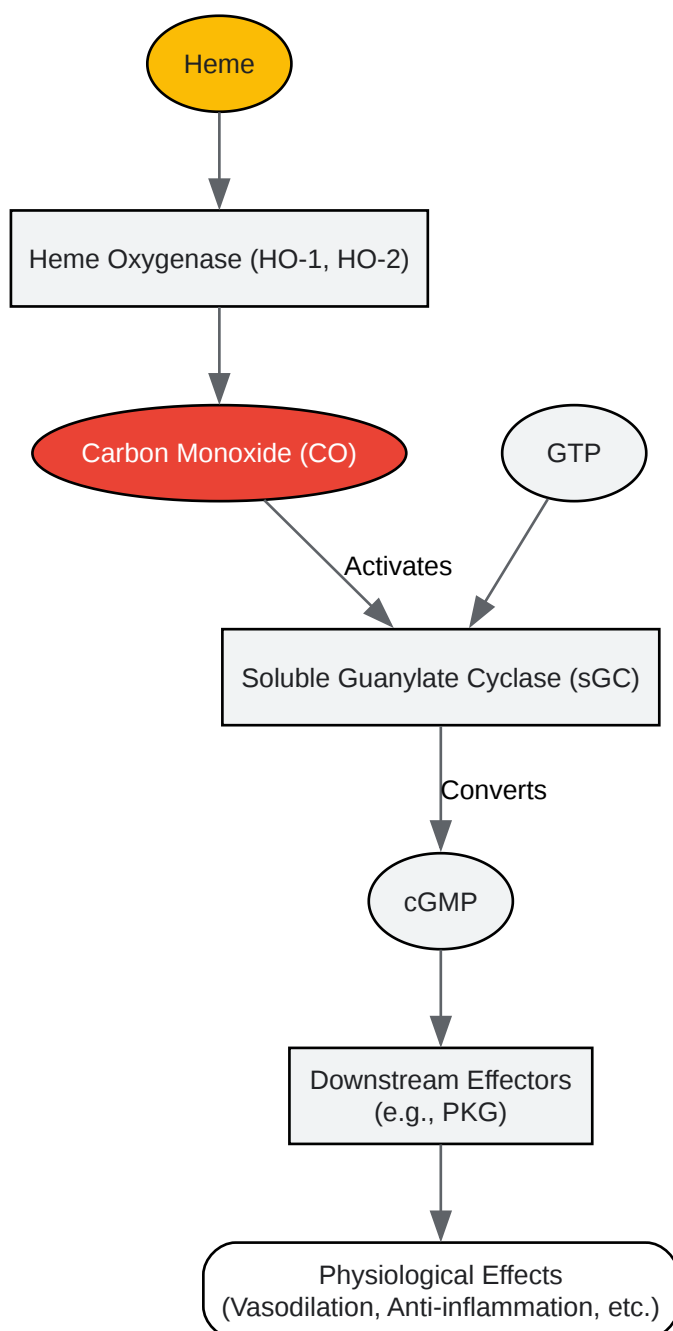 Heme
Heme Oxygenase (HO-1, HO-2)
Carbon Monoxide (CO)
GTP
Activates
Soluble Guanylate Cyclase (sGC)
Converts
cGMP
Downstream Effectors
(e.g., PKG)
Physiological Effects
(Vasodilation, Anti-inflammation, etc.)